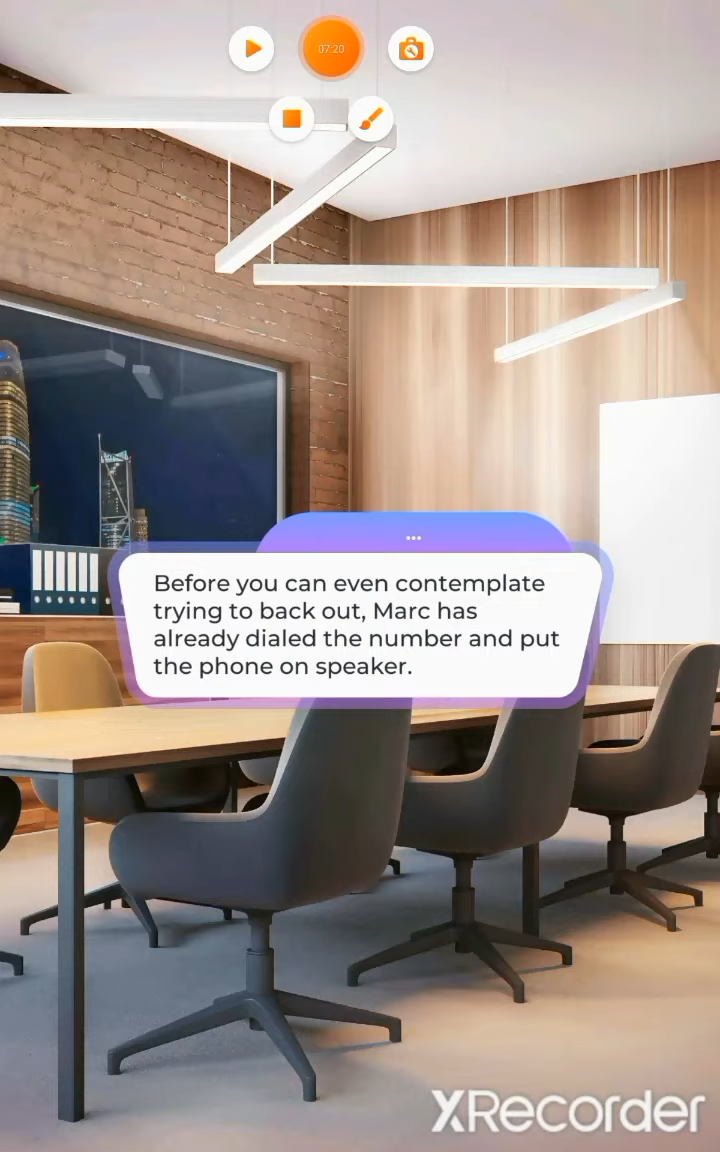 07:20
...
Before you can even contemplate
trying to back out, Marc has
already dialed the number and put
the phone on speaker.
XRecorder